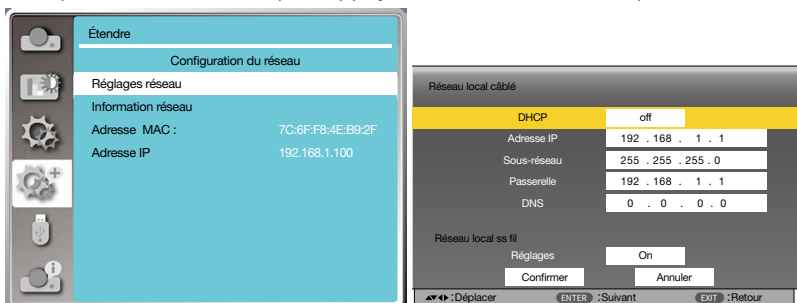 Étendre
Configuration du réseau
Réglages réseau
Information réseau
Adresse MAC : 7C:6F:F8:4E:B9:2F
Adresse IP 192.168.1.100
Réseau local câblé
DHCP off
Adresse IP 192 . 168 . 1 . 1
Sous-réseau 255 . 255 . 255 . 0
Passerelle 192 . 168 . 1 . 1
DNS 0 . 0 . 0 . 0
Réseau local ss fil
Réglages On
Confirmer Annuler
:Déplacer ENTER :Suivant EXIT :Retour